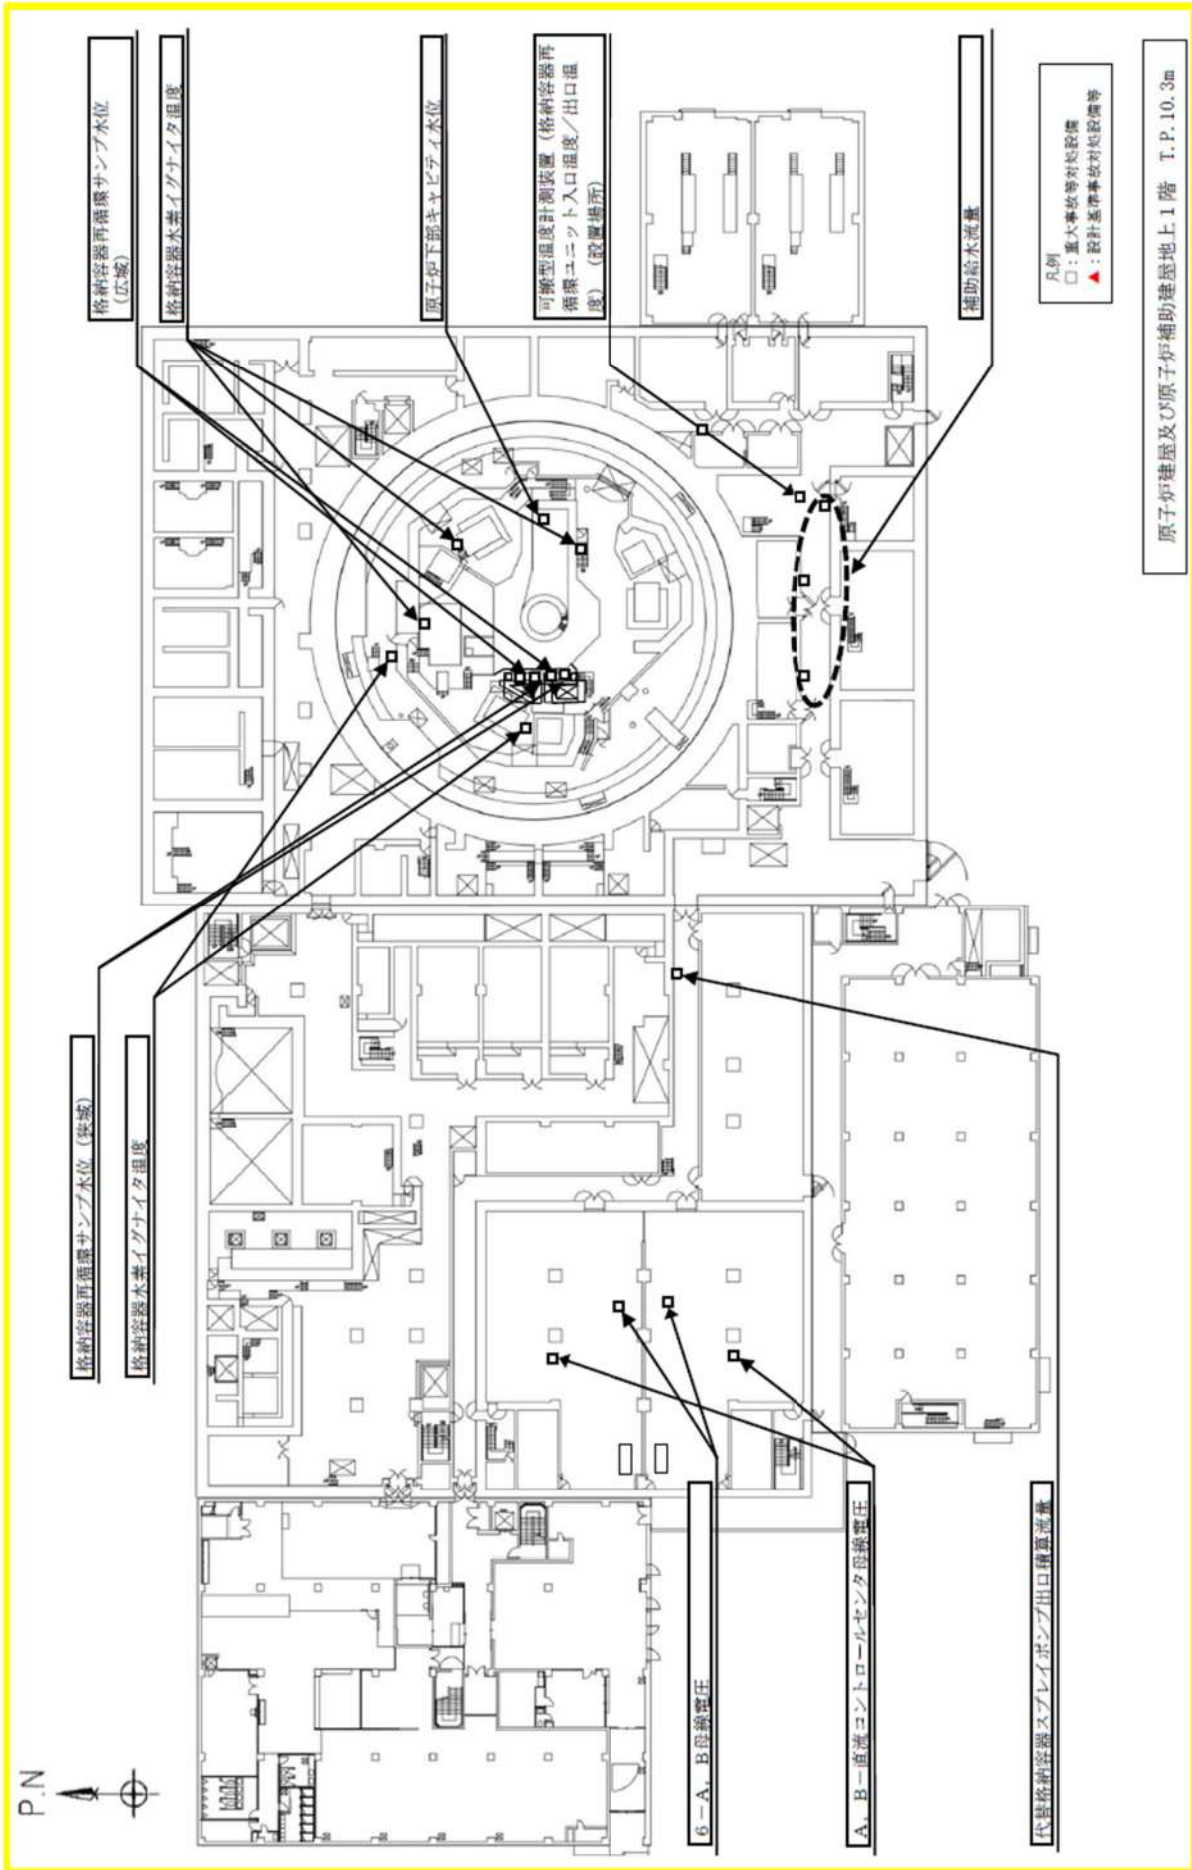 格納容器再循環サンプ水位
(広域)
格納容器水素イグナイタ温度
原子炉下部キャビティ水位
可搬型温度計測装置（格納容器再
循環ユニット入口温度／出口温
度）（設置場所）
補助給水流量
凡例
□：重大事故等対処設備
▲：設計基準事故対処設備等
原子炉建屋及び原子炉補助建屋地上1階 T.P.10.3m
格納容器再循環サンプ水位（狭域）
格納容器水素イグナイタ温度
6－A，B母線電圧
A，B－直流コントロールセンタ母線電圧
代替格納容器スプレイポンプ出口積算流量
P.N